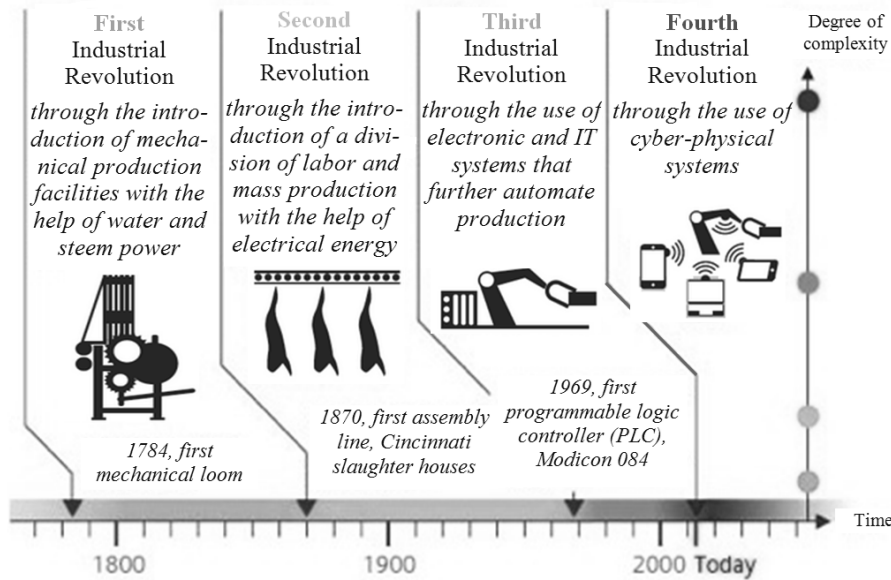 First
Industrial
Revolution
through the intro-
duction of mecha-
nical production
facilities with the
help of water and
steem power
Second
Industrial
Revolution
through the intro-
duction of a divi-
sion of labor and
mass production
with the help of
electrical energy
Third
Industrial
Revolution
through the use of
electronic and IT
systems that
further automate
production
Fourth
Industrial
Revolution
through the use of
cyber-physical
systems
Degree of
complexity
1784, first
mechanical loom
1870, first assembly
line, Cincinnati
slaughter houses
1969, first
programmable logic
controller (PLC),
Modicon 084
Time
1800
1900
2000 Today